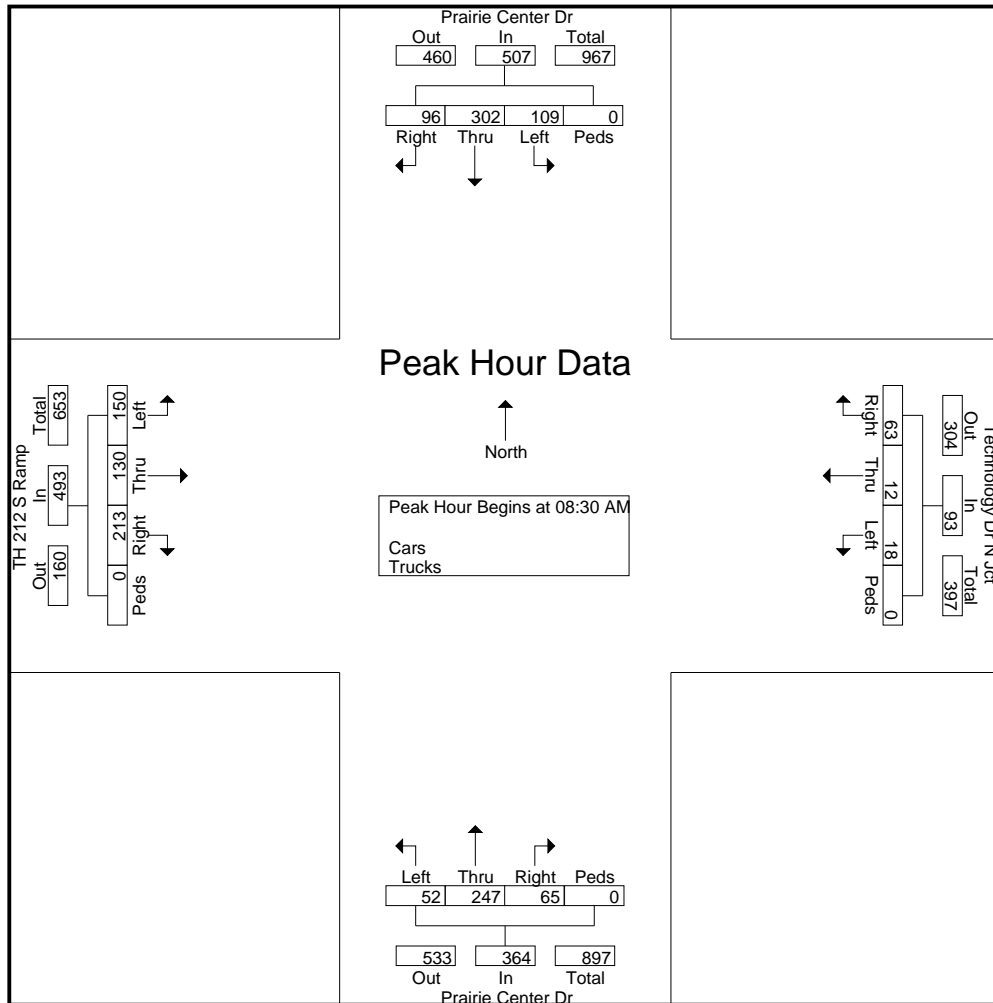 Prairie Center Dr
Out In Total
460 507 967
96 302 109 0
Right Thru Left Peds
Peak Hour Data
North
Peak Hour Begins at 08:30 AM
Cars
Trucks
TH 212 S Ramp
Out In Total
160 493 653
0 213 130 150
Peds Right Thru Left
Technology Dr N Jct
Out In Total
304 93 397
63 12 18 0
Right Thru Left Peds
Left Thru Right Peds
52 247 65 0
533 364 897
Out In Total
Prairie Center Dr